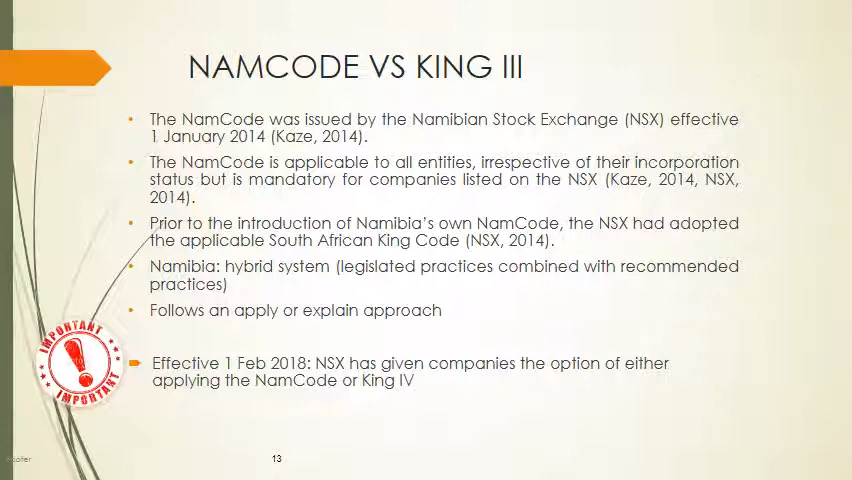 NAMCODE VS KING III
• The NamCode was issued by the Namibian Stock Exchange (NSX) effective
1 January 2014 (Kaze, 2014).
• The NamCode is applicable to all entities, irrespective of their incorporation
status but is mandatory for companies listed on the NSX (Kaze, 2014, NSX,
2014).
• Prior to the introduction of Namibia's own NamCode, the NSX had adopted
the applicable South African King Code (NSX, 2014).
• Namibia: hybrid system (legislated practices combined with recommended
practices)
• Follows an apply or explain approach
IMPORTANT
!
IMPORTANT
Effective 1 Feb 2018: NSX has given companies the option of either
applying the NamCode or King IV
13